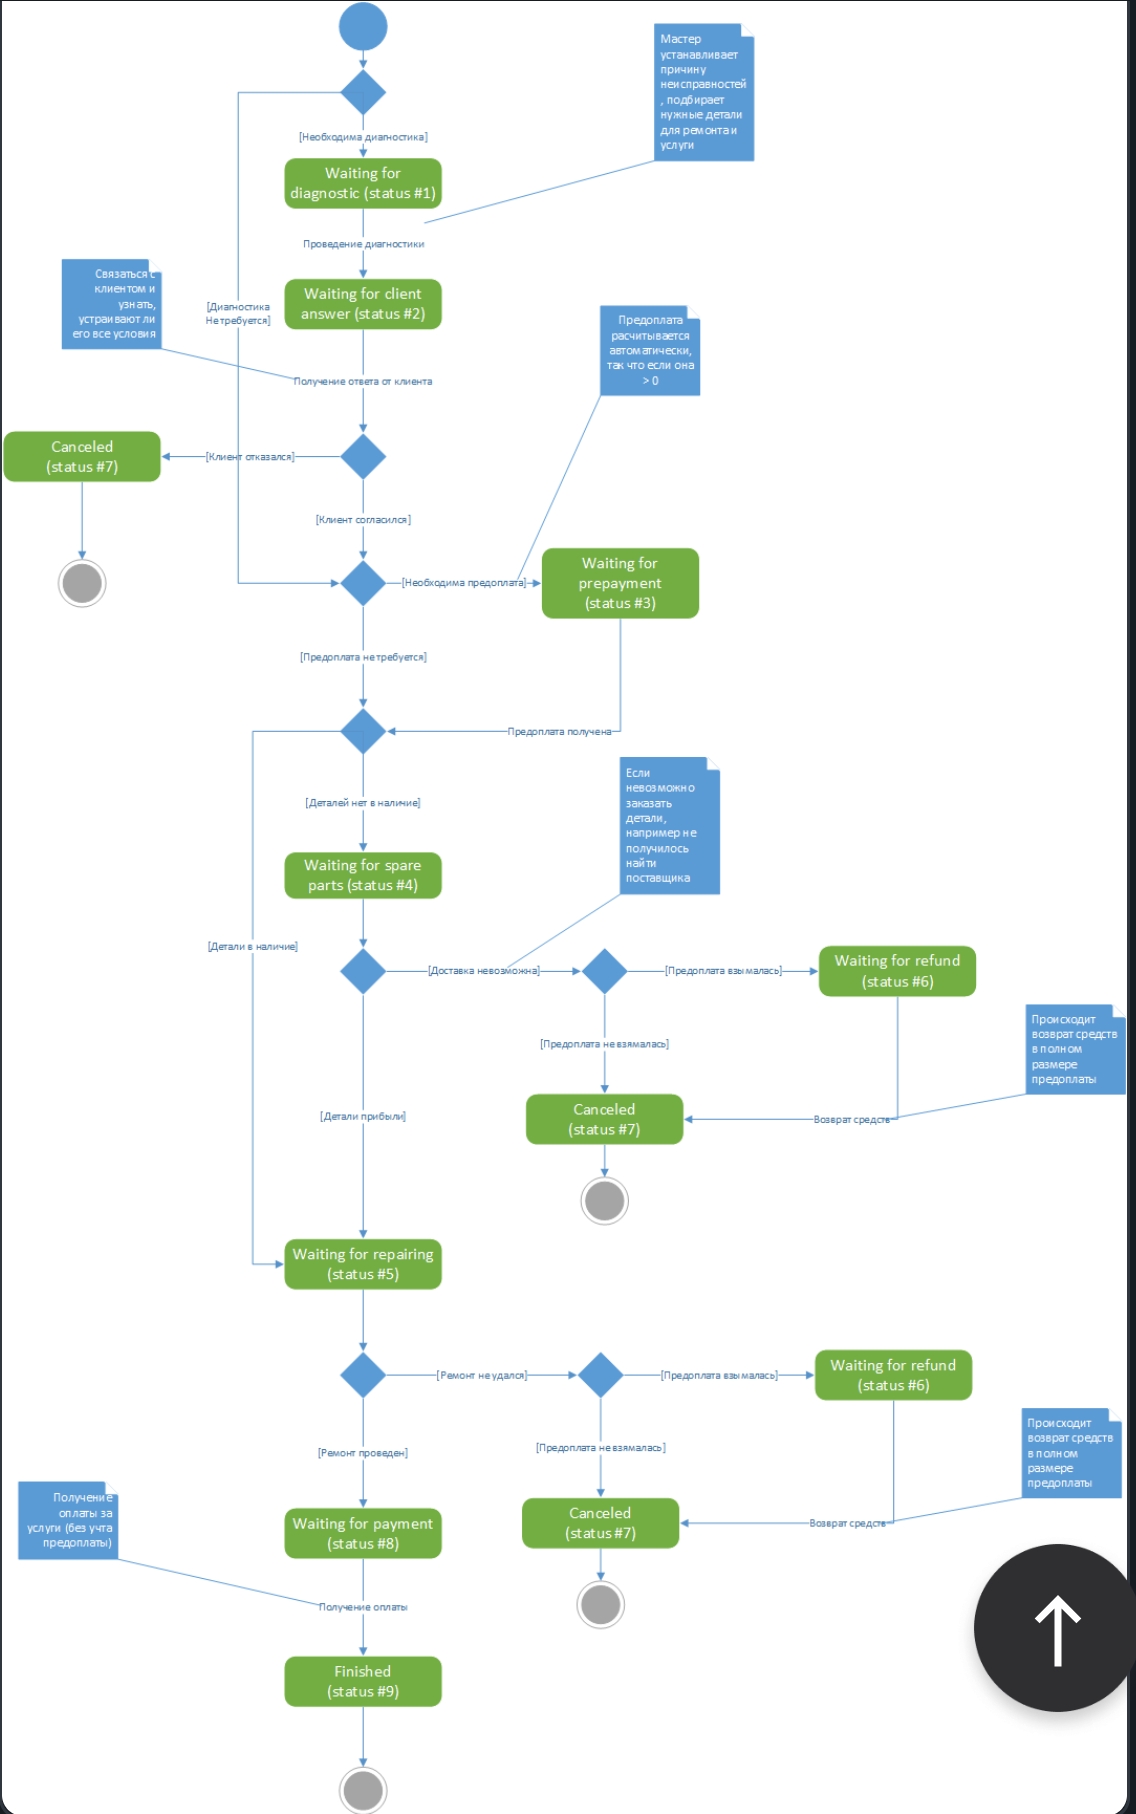 Мастер
устанавливает
причину
неисправностей
, подбирает
нужные детали
для ремонта и
услуги
[Необходима диагностика]
Waiting for
diagnostic (status #1)
Проведение диагностики
Связаться с
клиентом и
узнать,
устраивают ли
его все условия
[Диагностика
Не требуется]
Waiting for client
answer (status #2)
Предоплата
расчитывается
автоматически,
так что если она
> 0
Получение ответа от клиента
Canceled
(status #7)
[Клиент отказался]
[Клиент согласился]
[Необходима предоплата]
Waiting for
prepayment
(status #3)
[Предоплата не требуется]
Предоплата получена
Если
невозможно
заказать
детали,
например не
получилось
найти
поставщика
[Деталей нет в наличие]
Waiting for spare
parts (status #4)
[Детали в наличие]
[Доставка невозможна]
[Предоплата взымалась]
Waiting for refund
(status #6)
Происходит
возврат средств
в полном
размере
предоплаты
[Предоплата не взямалась]
Canceled
(status #7)
Возврат средств
[Детали прибыли]
Waiting for repairing
(status #5)
[Ремонт не удался]
[Предоплата взымалась]
Waiting for refund
(status #6)
Происходит
возврат средств
в полном
размере
предоплаты
[Ремонт проведен]
[Предоплата не взямалась]
Получение
оплаты за
услуги (без учта
предоплаты)
Waiting for payment
(status #8)
Canceled
(status #7)
Возврат средств
Получение оплаты
Finished
(status #9)